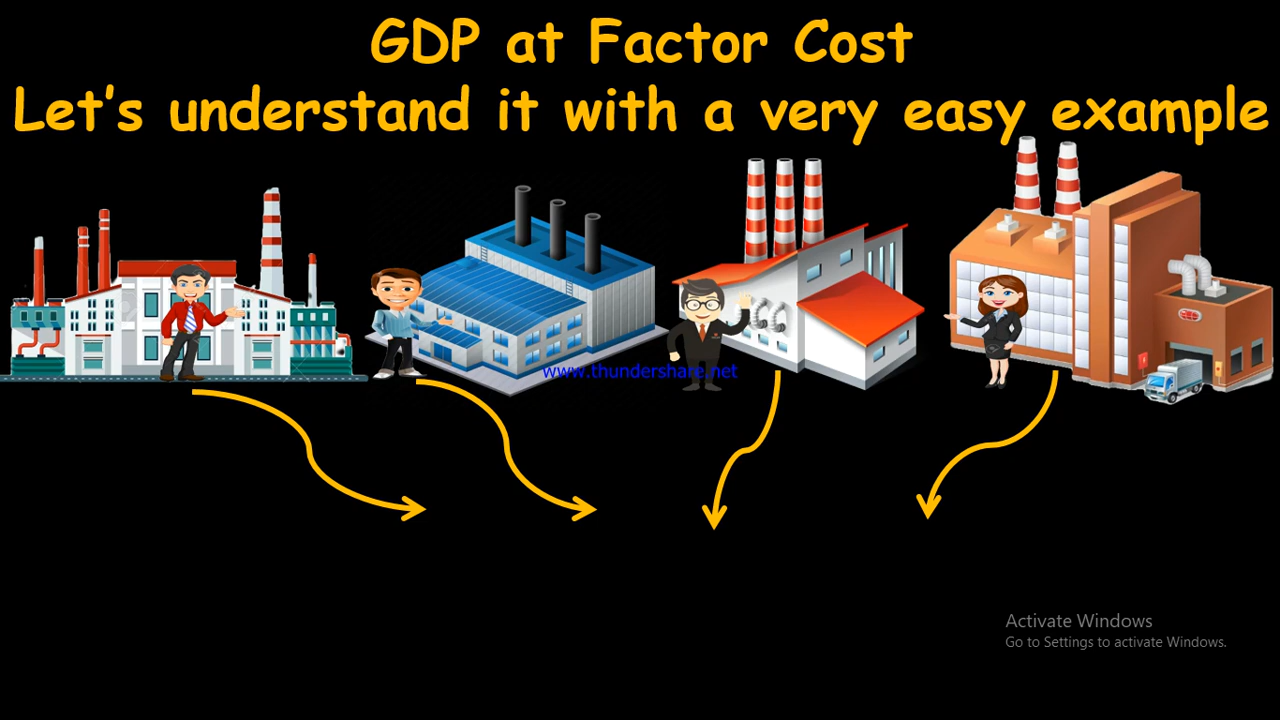 GDP at Factor Cost
Let's understand it with a very easy example
www.thundershare.net
Activate Windows
Go to Settings to activate Windows.